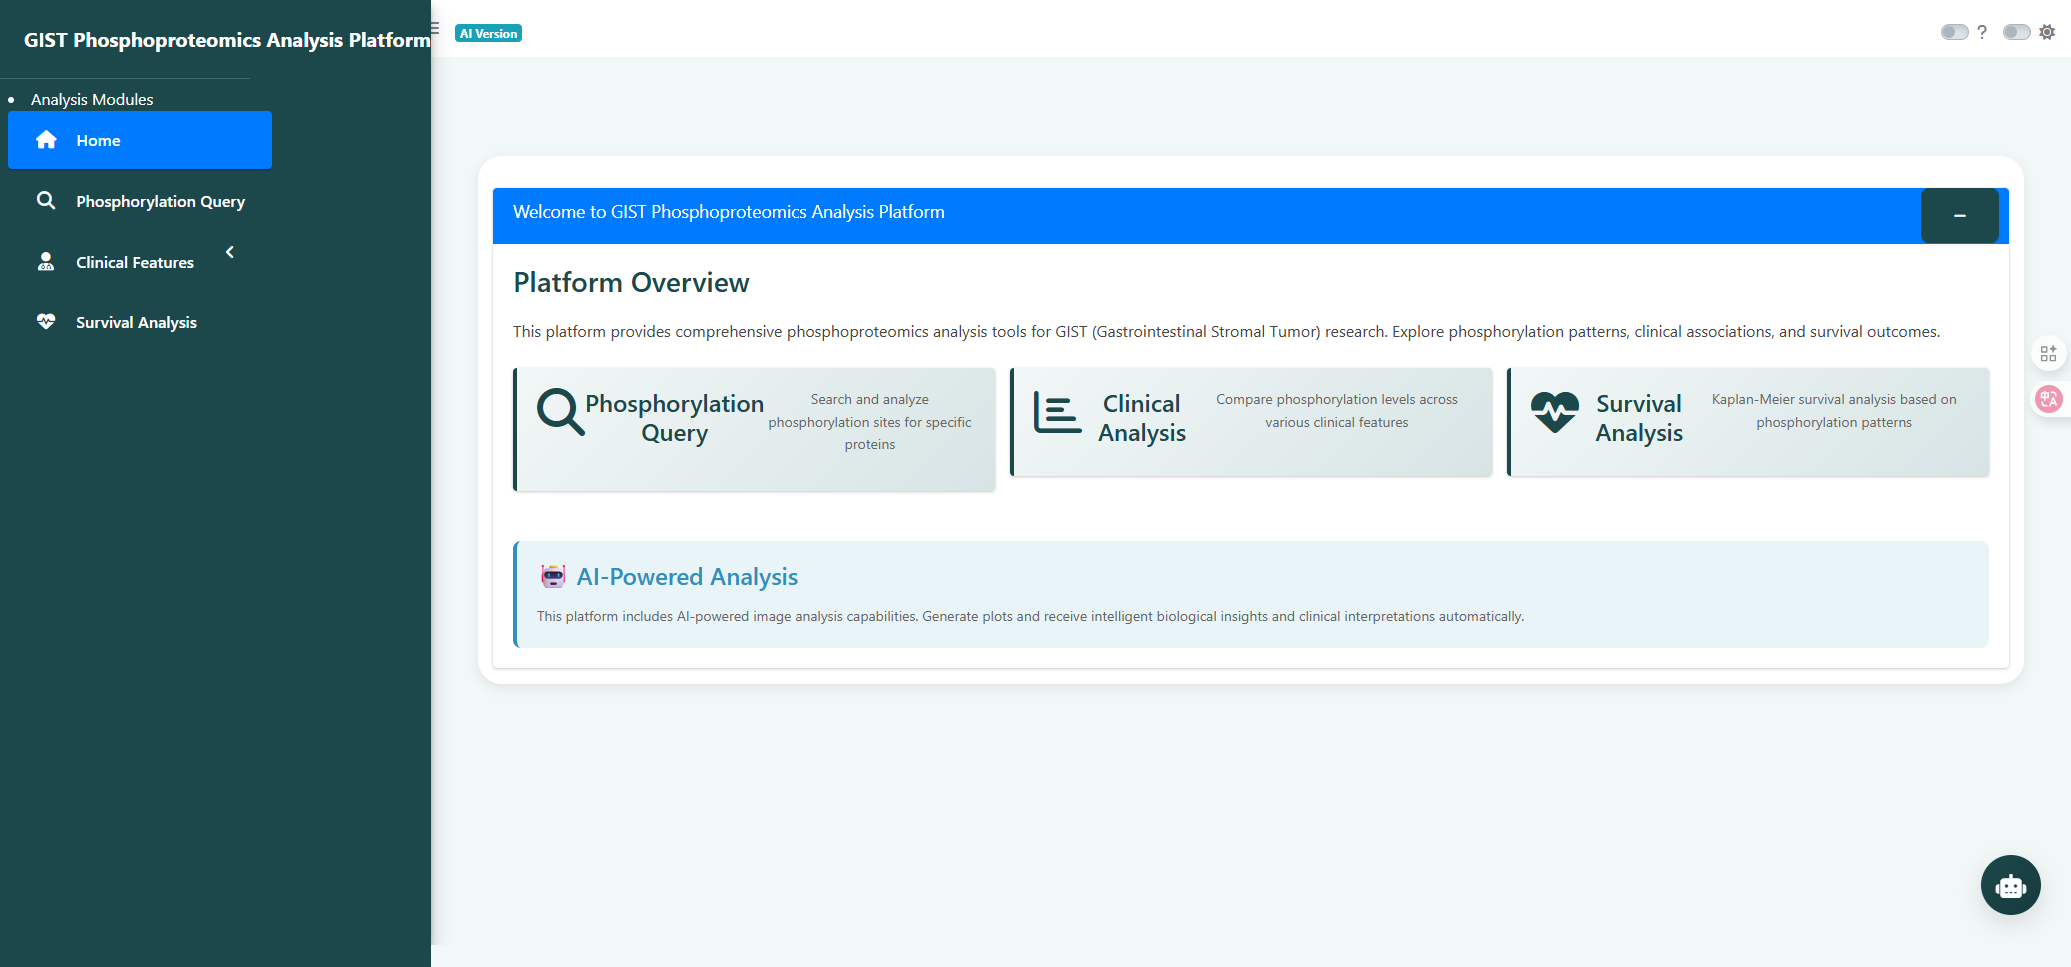 GIST Phosphoproteomics Analysis Platform
AI Version
?
Analysis Modules
Home
Phosphorylation Query
Clinical Features
Survival Analysis
Welcome to GIST Phosphoproteomics Analysis Platform
Platform Overview
This platform provides comprehensive phosphoproteomics analysis tools for GIST (Gastrointestinal Stromal Tumor) research. Explore phosphorylation patterns, clinical associations, and survival outcomes.
Phosphorylation
Query
Search and analyze
phosphorylation sites for specific
proteins
Clinical
Analysis
Compare phosphorylation levels across
various clinical features
Survival
Analysis
Kaplan-Meier survival analysis based on
phosphorylation patterns
AI-Powered Analysis
This platform includes AI-powered image analysis capabilities. Generate plots and receive intelligent biological insights and clinical interpretations automatically.
中A